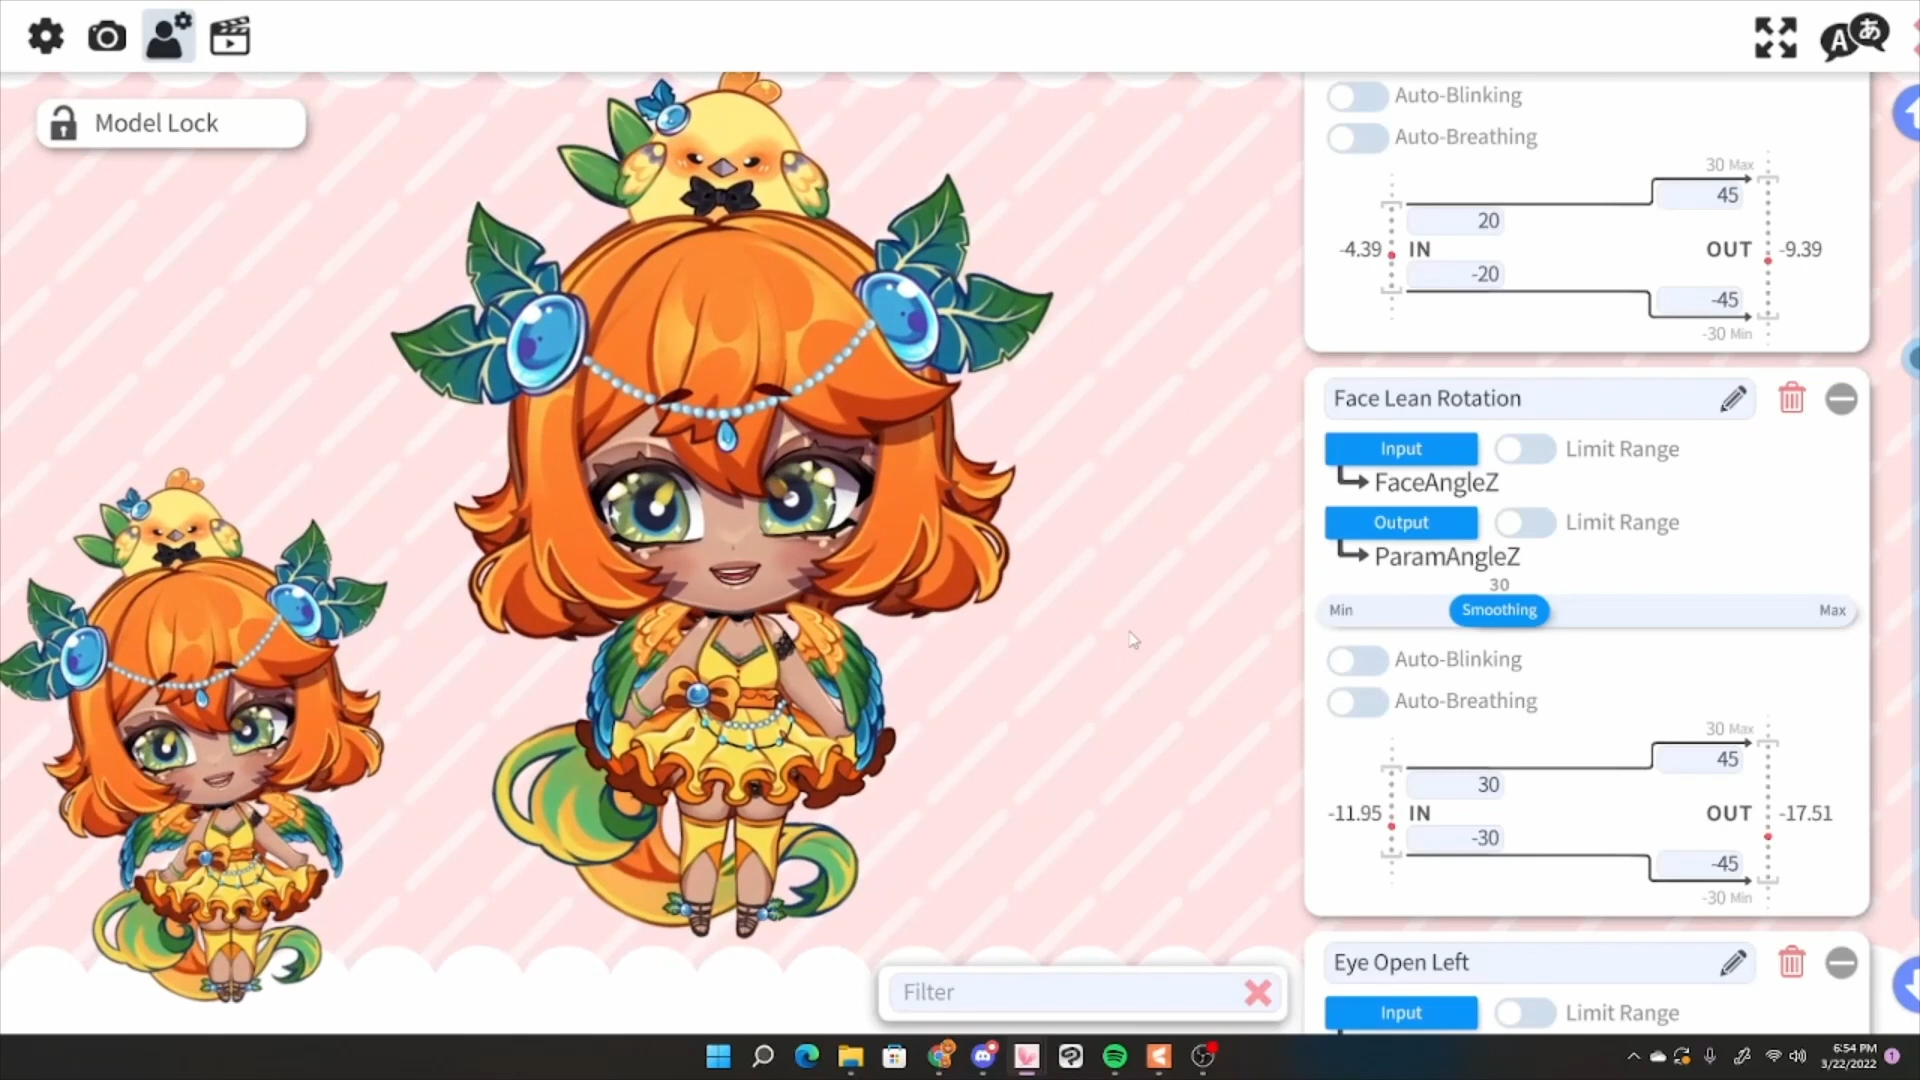 A あ
Model Lock
Auto-Blinking
Auto-Breathing
30 Max
45
20
-4.39 IN OUT -9.39
-20
-45
-30 Min
Face Lean Rotation
Input Limit Range
FaceAngleZ
Output Limit Range
ParamAngleZ
30
Min Smoothing Max
Auto-Blinking
Auto-Breathing
30 Max
45
30
-11.95 IN OUT -17.51
-30
-45
-30 Min
Eye Open Left
Input Limit Range
Filter
6:54 PM
3/22/2022
1